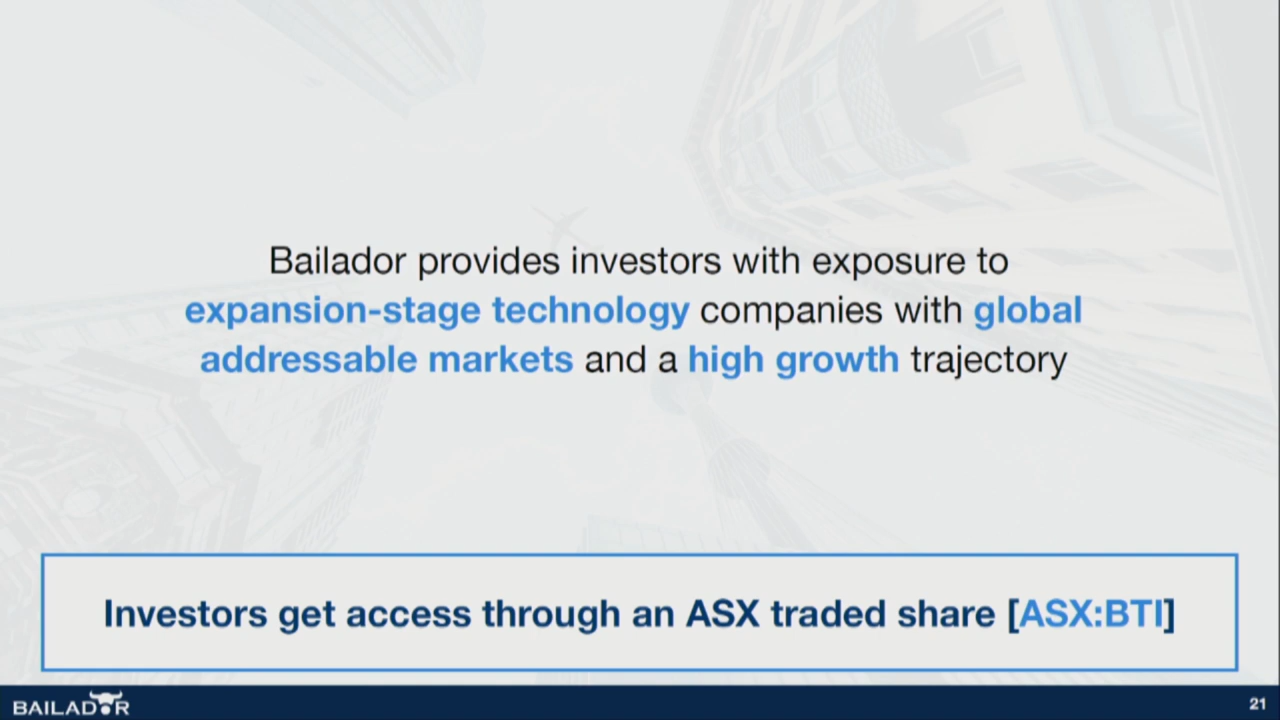 Bailador provides investors with exposure to
expansion-stage technology companies with global
addressable markets and a high growth trajectory
Investors get access through an ASX traded share [ASX:BTI]
BAILADOR
21